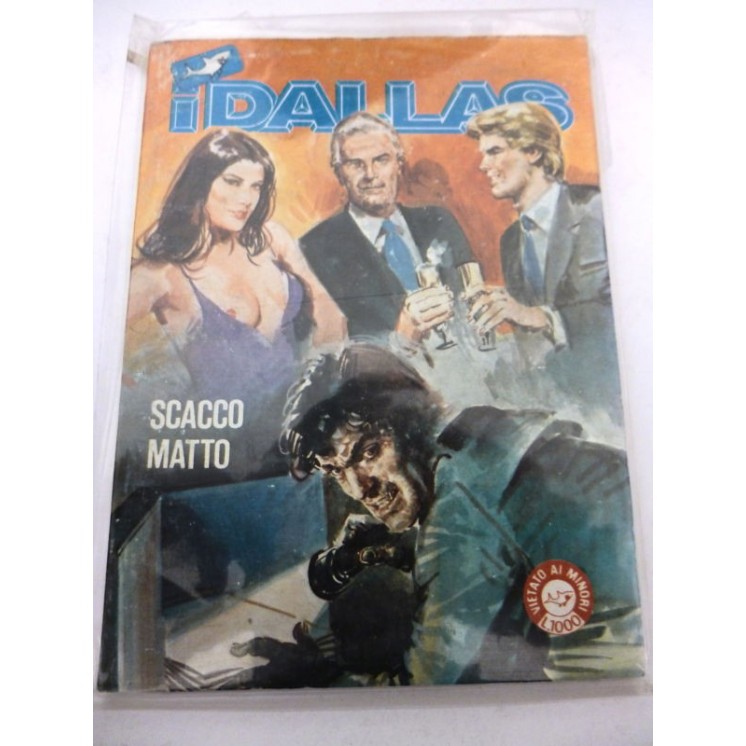 i DALLAS
SCACCO
MATTO
VIETATO AI MINORI
L.1000